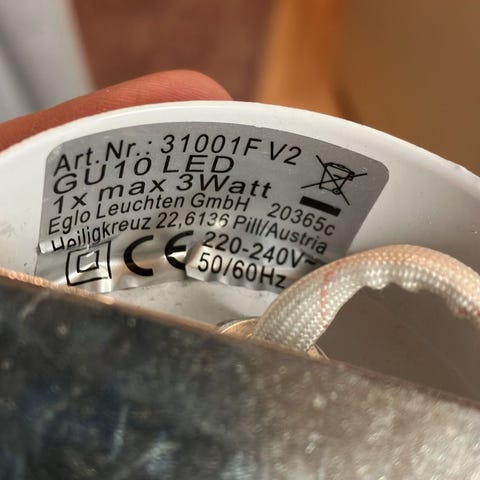 Art.Nr.: 31001F V2
GU10 LED
1x max 3Watt
Eglo Leuchten GmbH 20365c
Heiligkreuz 22,6136 Pill/Austria
CE 220-240V~
50/60Hz